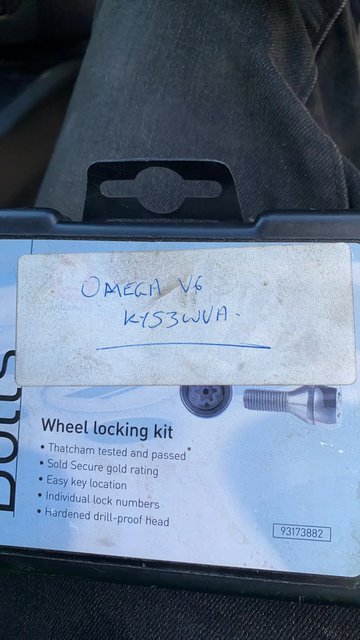 OMEGA V6
KY53WVA.
Bolts
Wheel locking kit
• Thatcham tested and passed*
• Sold Secure gold rating
• Easy key location
• Individual lock numbers
• Hardened drill-proof head
93173882